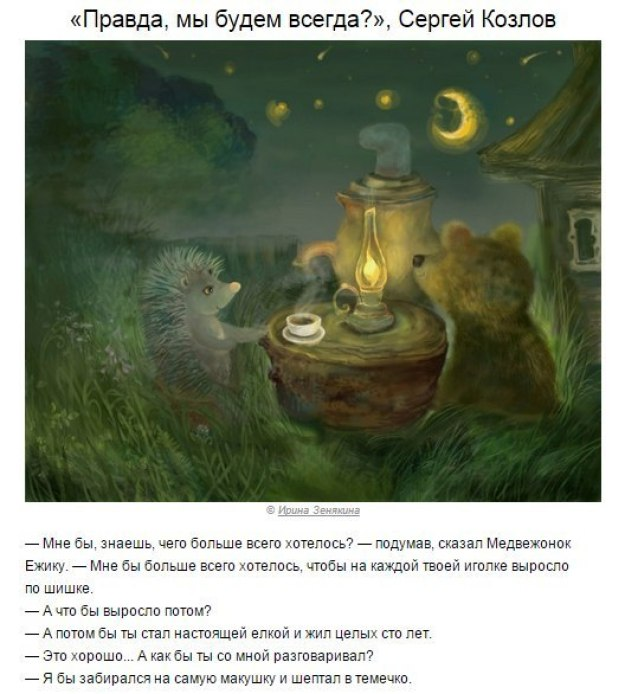 «Правда, мы будем всегда?», Сергей Козлов
© Ирина Зенякина
— Мне бы, знаешь, чего больше всего хотелось? — подумав, сказал Медвежонок
Ежику. — Мне бы больше всего хотелось, чтобы на каждой твоей иголке выросло
по шишке.
— А что бы выросло потом?
— А потом бы ты стал настоящей елкой и жил целых сто лет.
— Это хорошо... А как бы ты со мной разговаривал?
— Я бы забирался на самую макушку и шептал в темечко.